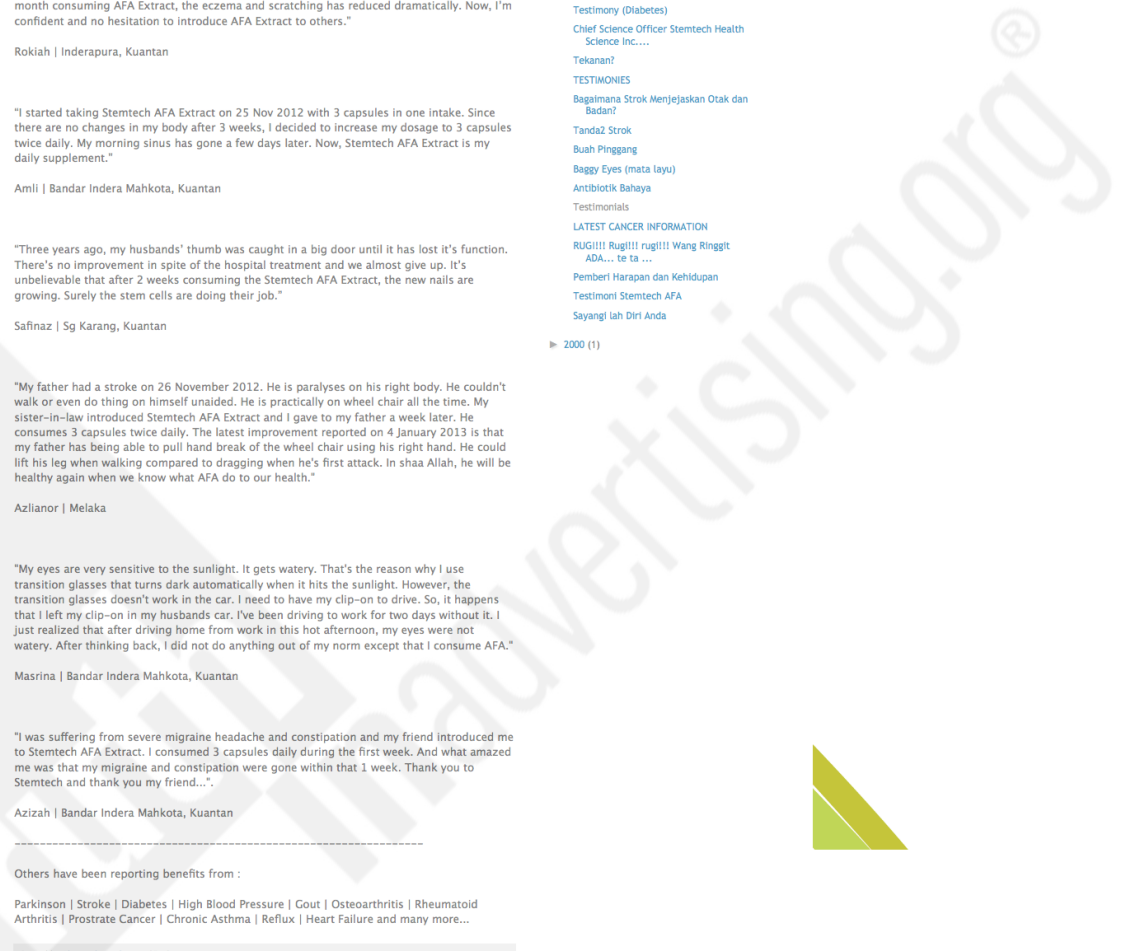 month consuming AFA Extract, the eczema and scratching has reduced dramatically. Now, I'm
confident and no hesitation to introduce AFA Extract to others."
Rokiah | Inderapura, Kuantan
"I started taking Stemtech AFA Extract on 25 Nov 2012 with 3 capsules in one intake. Since
there are no changes in my body after 3 weeks, I decided to increase my dosage to 3 capsules
twice daily. My morning sinus has gone a few days later. Now, Stemtech AFA Extract is my
daily supplement."
Amli | Bandar Indera Mahkota, Kuantan
"Three years ago, my husbands' thumb was caught in a big door until it has lost it's function.
There's no improvement in spite of the hospital treatment and we almost give up. It's
unbelievable that after 2 weeks consuming the Stemtech AFA Extract, the new nails are
growing. Surely the stem cells are doing their job."
Safinaz | Sg Karang, Kuantan
"My father had a stroke on 26 November 2012. He is paralyses on his right body. He couldn't
walk or even do thing on himself unaided. He is practically on wheel chair all the time. My
sister-in-law introduced Stemtech AFA Extract and I gave to my father a week later. He
consumes 3 capsules twice daily. The latest improvement reported on 4 January 2013 is that
my father has being able to pull hand break of the wheel chair using his right hand. He could
lift his leg when walking compared to dragging when he's first attack. In shaa Allah, he will be
healthy again when we know what AFA do to our health."
Azlianor | Melaka
"My eyes are very sensitive to the sunlight. It gets watery. That's the reason why I use
transition glasses that turns dark automatically when it hits the sunlight. However, the
transition glasses doesn't work in the car. I need to have my clip-on to drive. So, it happens
that I left my clip-on in my husbands car. I've been driving to work for two days without it. I
just realized that after driving home from work in this hot afternoon, my eyes were not
watery. After thinking back, I did not do anything out of my norm except that I consume AFA."
Masrina | Bandar Indera Mahkota, Kuantan
"I was suffering from severe migraine headache and constipation and my friend introduced me
to Stemtech AFA Extract. I consumed 3 capsules daily during the first week. And what amazed
me was that my migraine and constipation were gone within that 1 week. Thank you to
Stemtech and thank you my friend...".
Azizah | Bandar Indera Mahkota, Kuantan
-----------------------------------------------------------------
Others have been reporting benefits from :
Parkinson | Stroke | Diabetes | High Blood Pressure | Gout | Osteoarthritis | Rheumatoid
Arthritis | Prostrate Cancer | Chronic Asthma | Reflux | Heart Failure and many more...
Testimony (Diabetes)
Chief Science Officer Stemtech Health
Science Inc....
Tekanan?
TESTIMONIES
Bagaimana Strok Menjejaskan Otak dan
Badan?
Tanda2 Strok
Buah Pinggang
Baggy Eyes (mata layu)
Antibiotik Bahaya
Testimonials
LATEST CANCER INFORMATION
RUGI!!! Rugi!!! rugi!!! Wang Ringgit
ADA... te ta ...
Pemberi Harapan dan Kehidupan
Testimoni Stemtech AFA
Sayangi lah Diri Anda
► 2000 (1)
truth
inadvertising.org®